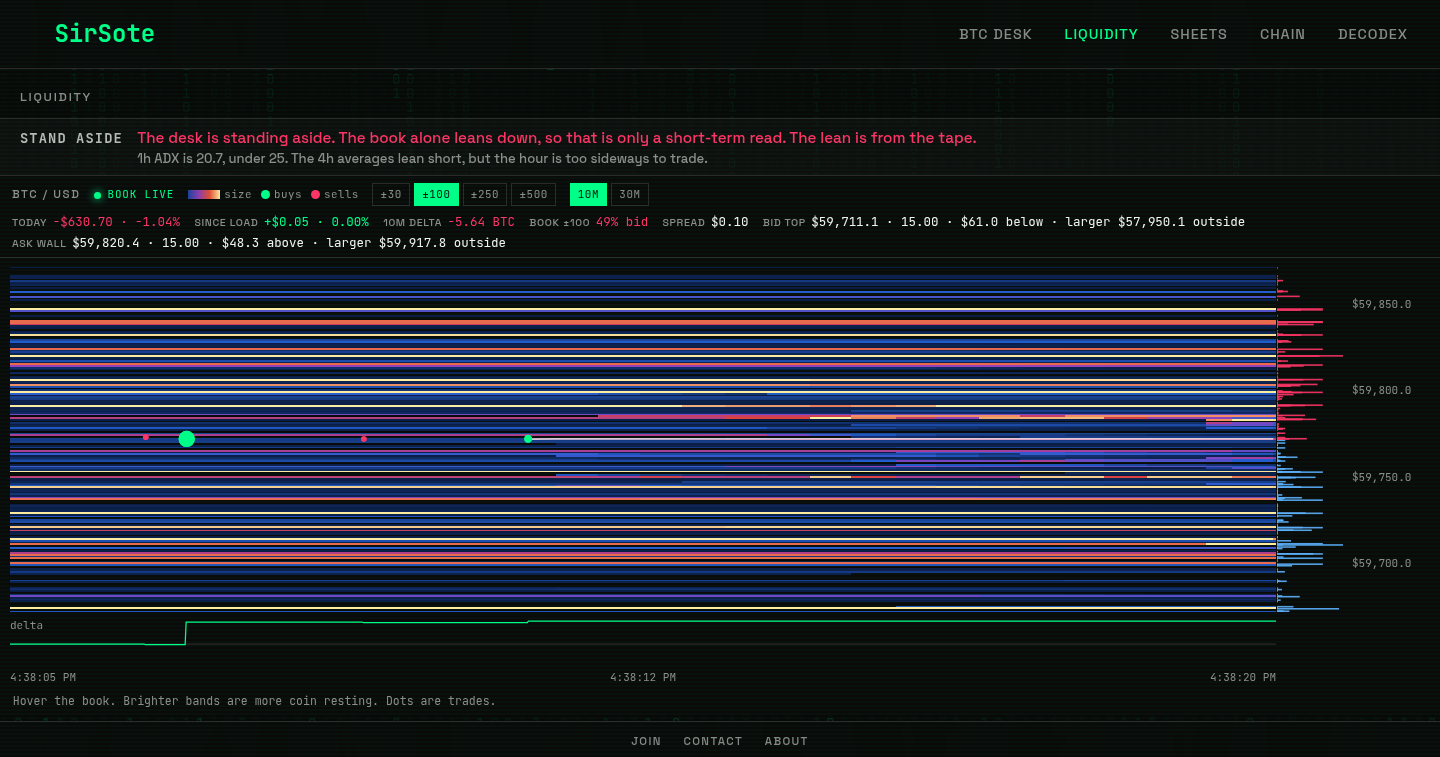 SirSote
BTC DESK LIQUIDITY SHEETS CHAIN DECODEX
LIQUIDITY
STAND ASIDE The desk is standing aside. The book alone leans down, so that is only a short-term read. The lean is from the tape.
1h ADX is 20.7, under 25. The 4h averages lean short, but the hour is too sideways to trade.
BTC / USD BOOK LIVE size buys sells ±30 ±100 ±250 ±500 10M 30M
TODAY -$630.70 · -1.04% SINCE LOAD +$0.05 · 0.00% 10M DELTA -5.64 BTC BOOK ±100 49% bid SPREAD $0.10 BID TOP $59,711.1 · 15.00 · $61.0 below · larger $57,950.1 outside
ASK WALL $59,820.4 · 15.00 · $48.3 above · larger $59,917.8 outside
$59,850.0
$59,800.0
$59,750.0
$59,700.0
delta
4:38:05 PM 4:38:12 PM 4:38:20 PM
Hover the book. Brighter bands are more coin resting. Dots are trades.
JOIN CONTACT ABOUT